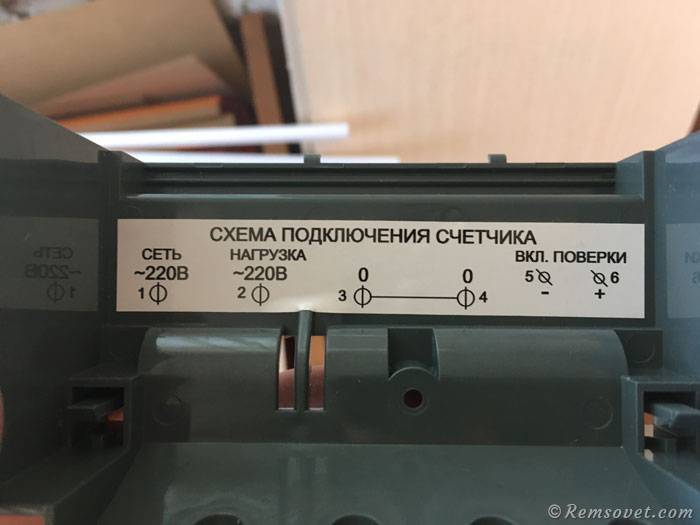 СХЕМА ПОДКЛЮЧЕНИЯ СЧЕТЧИКА
СЕТЬ НАГРУЗКА ВКЛ. ПОВЕРКИ
~220В ~220В 0 0 5 6
1 2 3 4 - +
© Remsovet.com